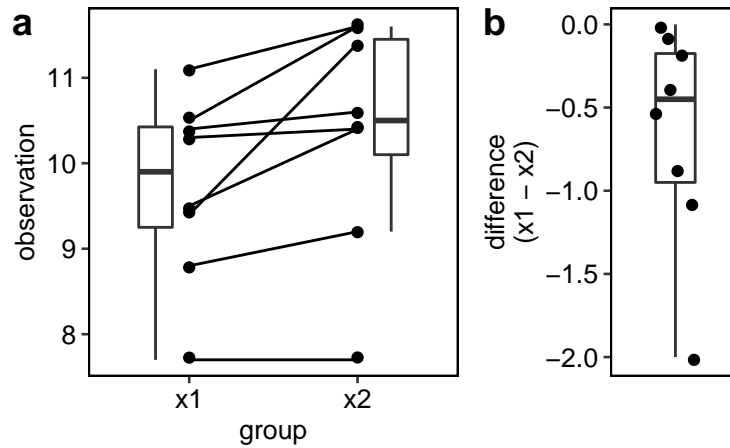 a
observation
11
10
9
8
x1 x2
group
b
difference
(x1 − x2)
0.0
−0.5
−1.0
−1.5
−2.0